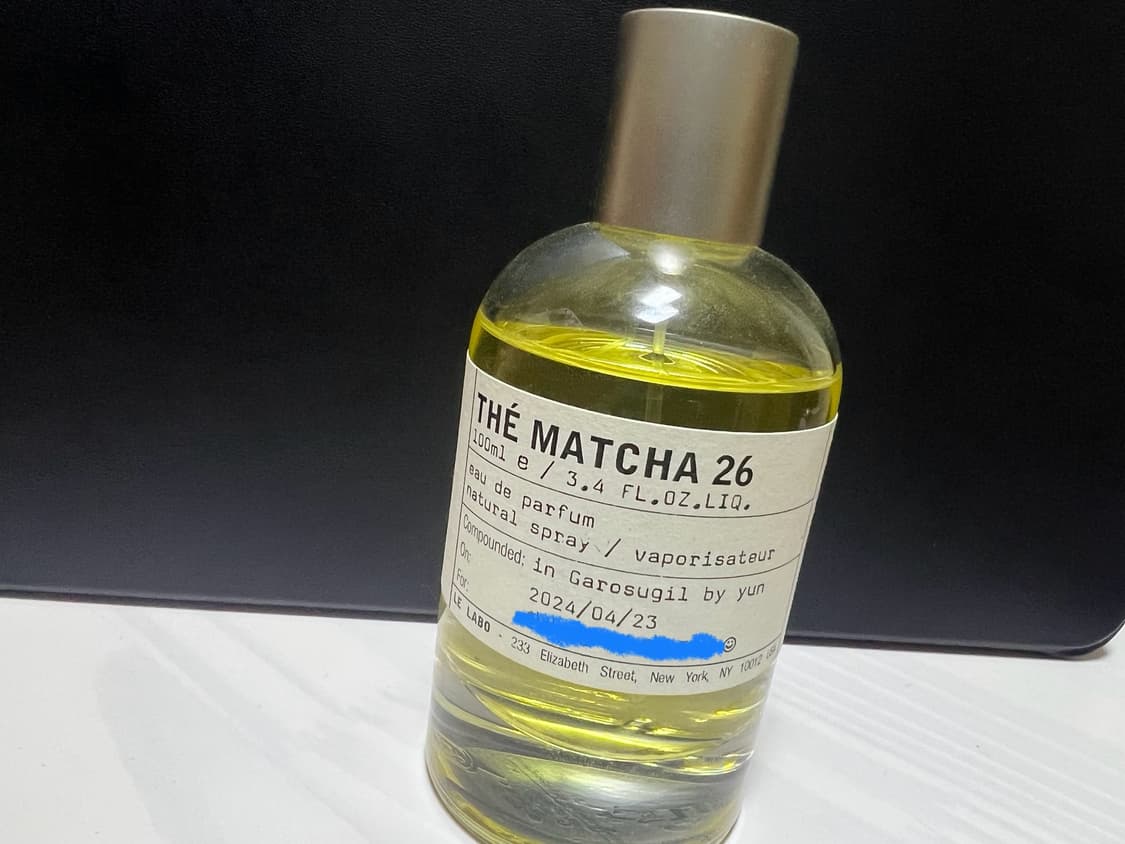 THÉ MATCHA 26
100ml e / 3.4 FL.OZ.LIQ.
eau de parfum
natural spray / vaporisateur
Compounded: in Garosugil by yun
On: 2024/04/23
For: ☺
LE LABO - 233 Elizabeth Street, New York, NY 10012 USA